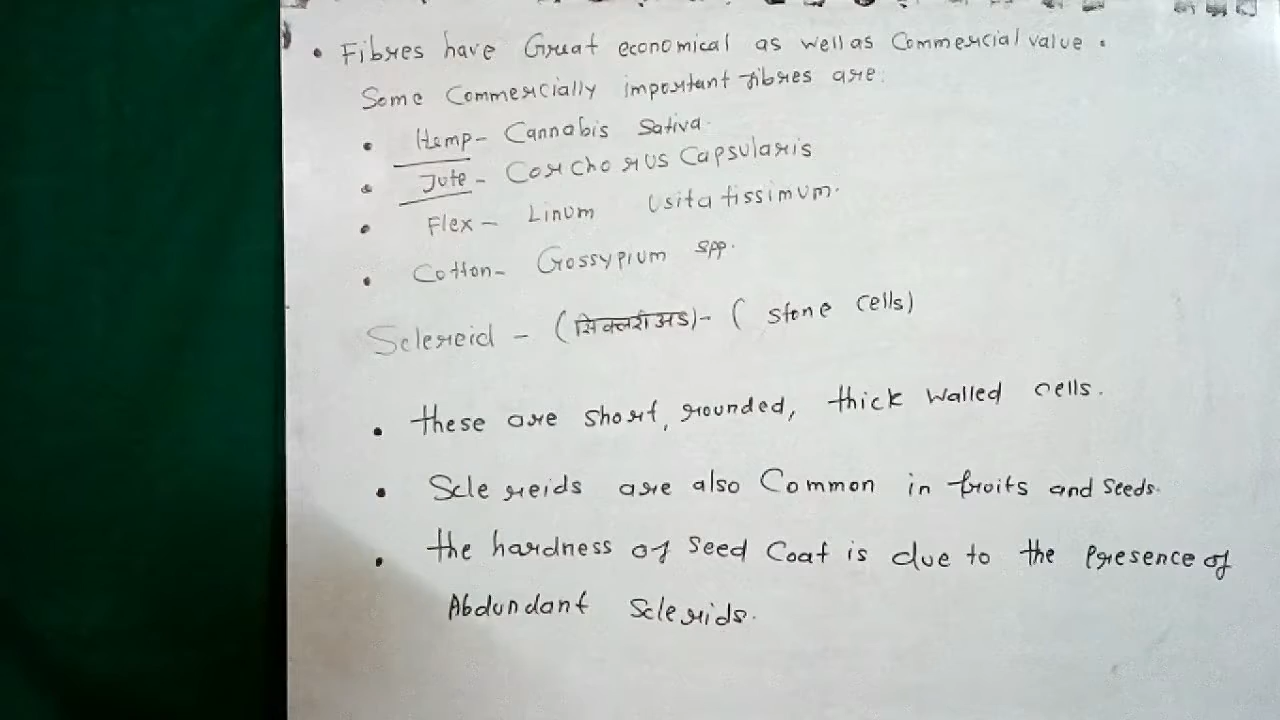 • Fibres have Great economical as well as Commercial value.
Some Commercially important fibres are:
• Hemp- Cannabis Sativa.
• Jute - Corchorus Capsularis
• Flex - Linum Usitatissimum.
• Cotton- Gossypium spp.
Sclereid - (सिक्लरीअड)- ( stone cells)
• these are short, rounded, thick walled cells.
• Sclereids are also Common in fruits and seeds.
• the hardness of seed Coat is due to the presence of
Abdundant Sclerids.